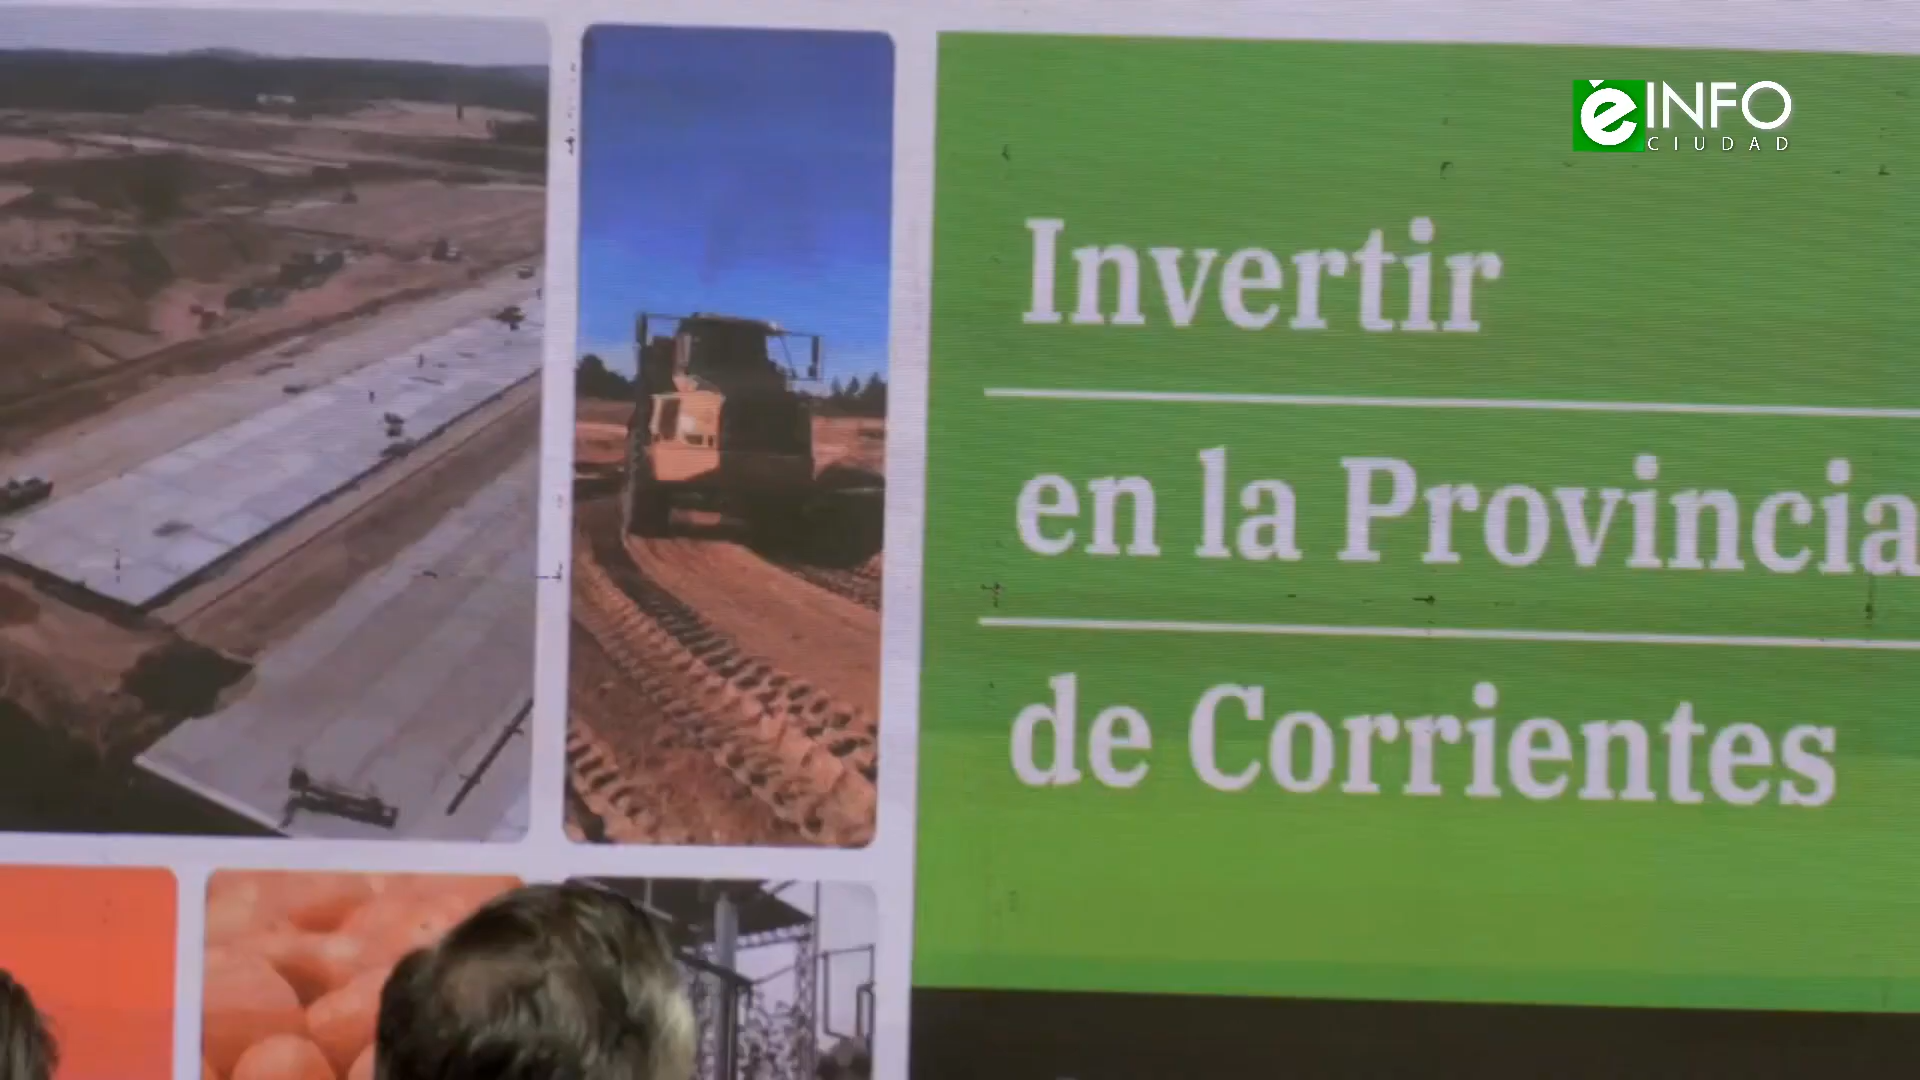 è INFO
CIUDAD
Invertir
en la Provincia
de Corrientes